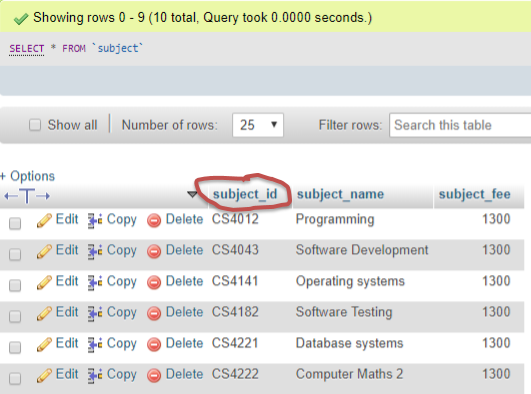 Showing rows 0 - 9 (10 total, Query took 0.0000 seconds.)
SELECT * FROM `subject`
Show all Number of rows: 25 Filter rows: Search this table
+ Options
←T→ subject_id subject_name subject_fee
Edit Copy Delete CS4012 Programming 1300
Edit Copy Delete CS4043 Software Development 1300
Edit Copy Delete CS4141 Operating systems 1300
Edit Copy Delete CS4182 Software Testing 1300
Edit Copy Delete CS4221 Database systems 1300
Edit Copy Delete CS4222 Computer Maths 2 1300